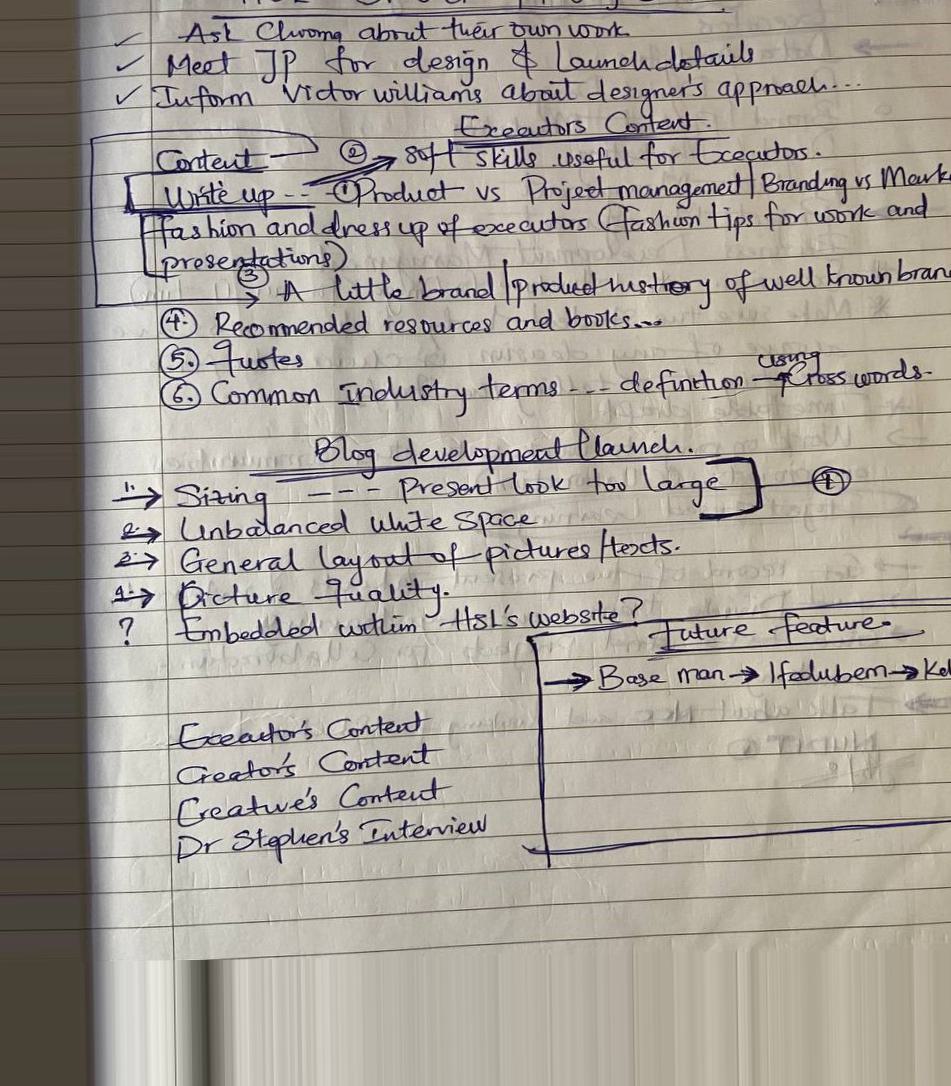 ✓ Ask Chioma about their own work
✓ Meet JP for design & launch details
✓ Inform Victor williams about designer's approach...
Executors Content.
Content ② → soft skills useful for Executors.
Write up - - ① Product vs Project management | Branding vs Mark
fashion and dress up of executors (fashion tips for work and
presentations)
③ → A little brand/product history of well known bran
④. Recommended resources and books...
⑤. Quotes
⑥. Common Industry terms - - - definition using → Cross words.
Blog development/launch.
1. → Sizing - - - Present look too large
2. → Unbalanced white space
3. → General layout of pictures/texts.
4. → Picture quality.
? Embedded within HSL's website?
future feature.
→ Base man → Ifedubem → Kel
Executor's Content
Creator's Content
Creative's Content
Dr Stephen's Interview